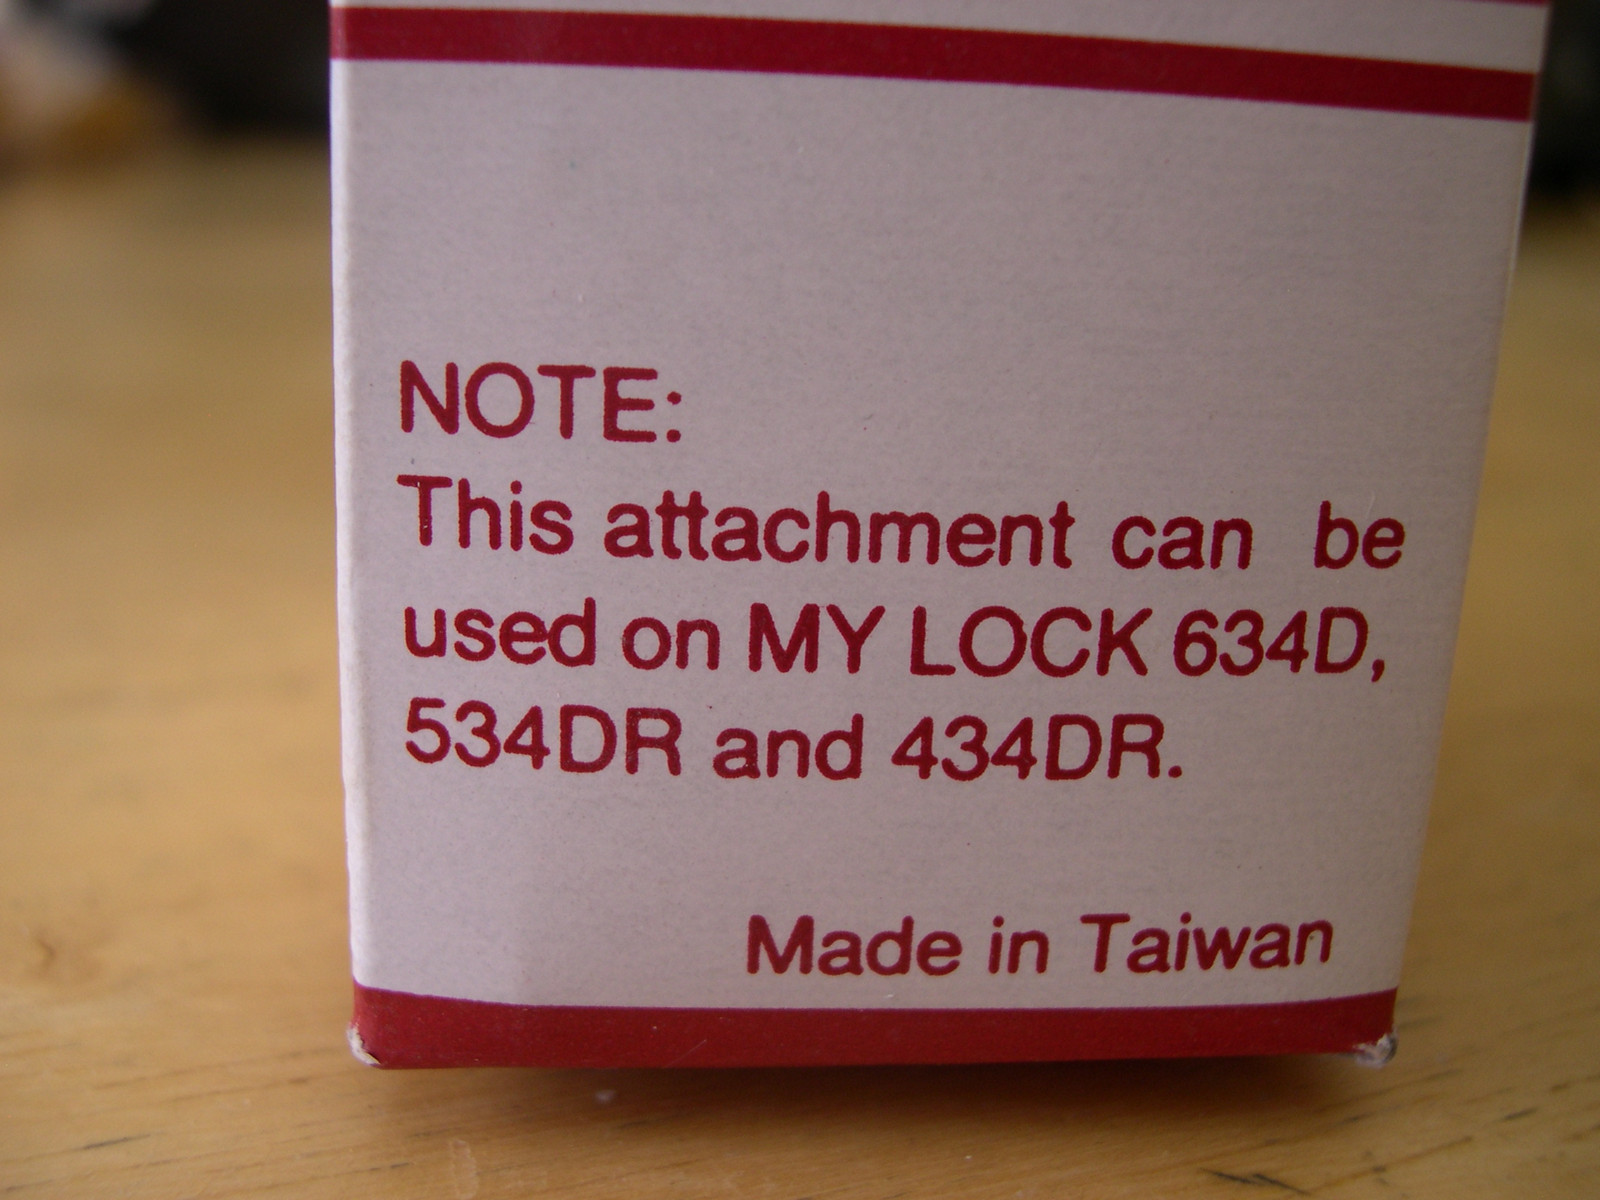 NOTE:
This attachment can be
used on MY LOCK 634D,
534DR and 434DR.
Made in Taiwan